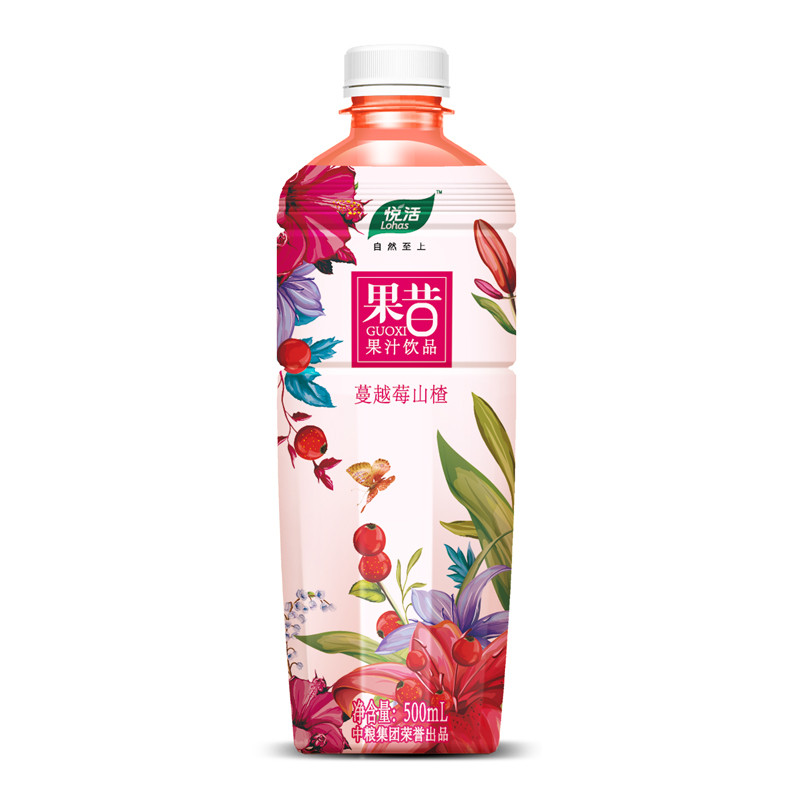 悦活
Lohas
TM
自然至上
果昔
GUOXI
果汁饮品
蔓越莓山楂
净含量：500mL
中粮集团荣誉出品